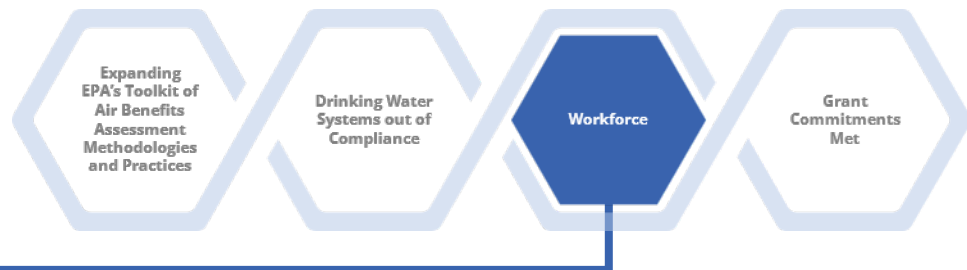 Expanding
EPA's Toolkit of
Air Benefits
Assessment
Methodologies
and Practices
Drinking Water
Systems out of
Compliance
Workforce
Grant
Commitments
Met